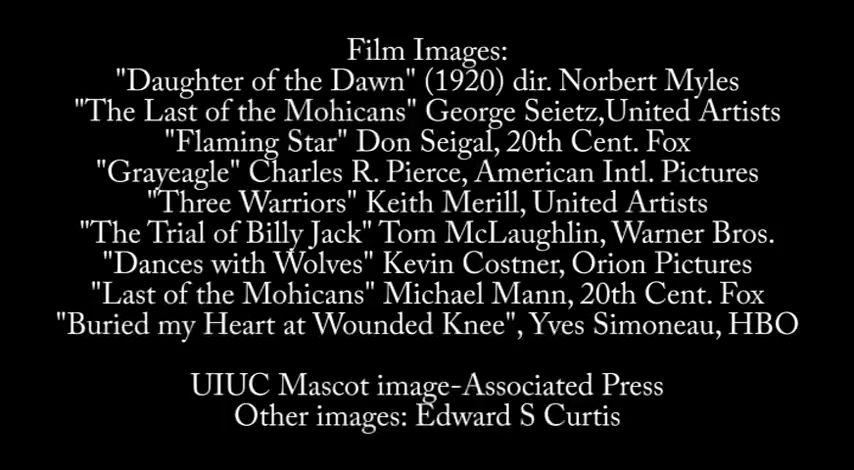 Film Images:
"Daughter of the Dawn" (1920) dir. Norbert Myles
"The Last of the Mohicans" George Seietz,United Artists
"Flaming Star" Don Seigal, 20th Cent. Fox
"Grayeagle" Charles R. Pierce, American Intl. Pictures
"Three Warriors" Keith Merill, United Artists
"The Trial of Billy Jack" Tom McLaughlin, Warner Bros.
"Dances with Wolves" Kevin Costner, Orion Pictures
"Last of the Mohicans" Michael Mann, 20th Cent. Fox
"Buried my Heart at Wounded Knee", Yves Simoneau, HBO
UIUC Mascot image-Associated Press
Other images: Edward S Curtis